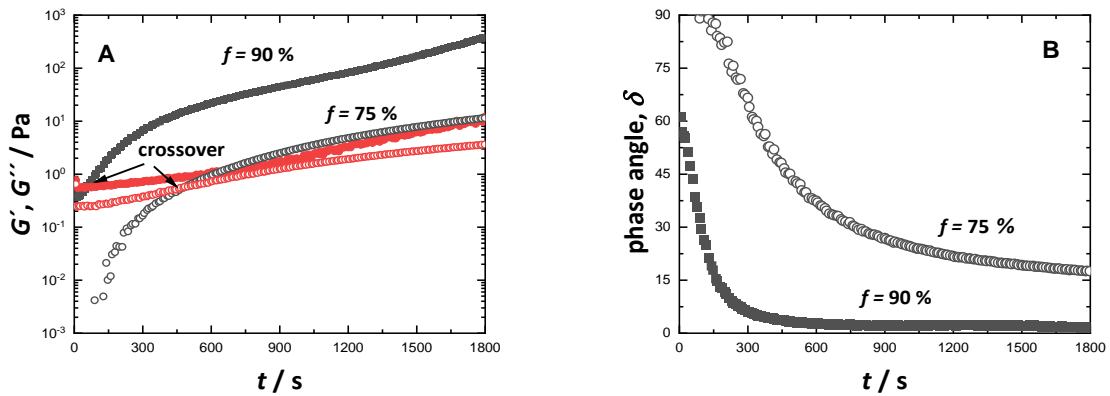 A
f = 90 %
f = 75 %
crossover
G´, G´´ / Pa
10³
10²
10¹
10⁰
10⁻¹
10⁻²
10⁻³
0 300 600 900 1200 1500 1800
t / s
B
f = 75 %
f = 90 %
phase angle, δ
90
75
60
45
30
15
0
0 300 600 900 1200 1500 1800
t / s